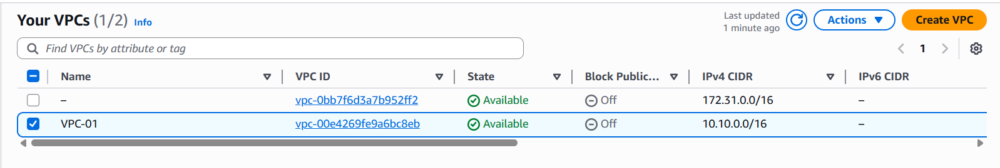 Your VPCs (1/2) Info
Last updated
1 minute ago
Actions
Create VPC
Find VPCs by attribute or tag
1
Name VPC ID State Block Public... IPv4 CIDR IPv6 CIDR
– vpc-0bb7f6d3a7b952ff2 Available Off 172.31.0.0/16 –
VPC-01 vpc-00e4269fe9a6bc8eb Available Off 10.10.0.0/16 –